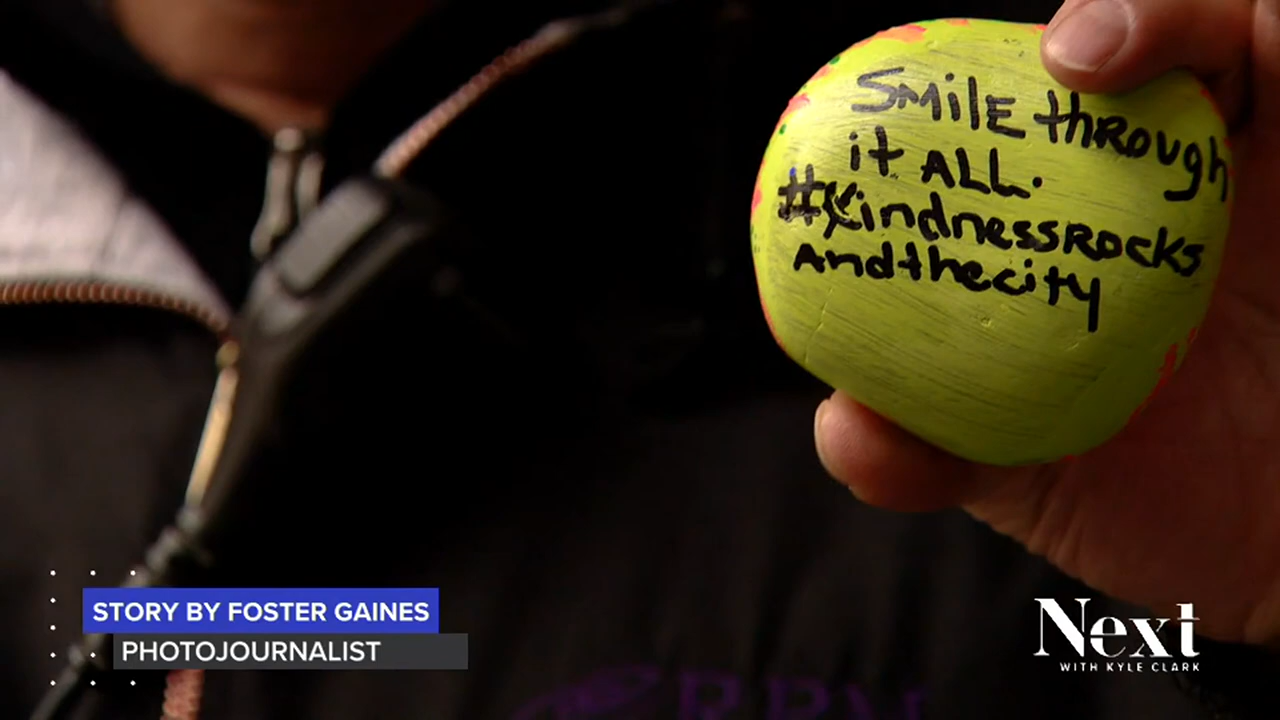 Smile through
it ALL.
#Kindnessrocks
Andthecity
STORY BY FOSTER GAINES
PHOTOJOURNALIST
Next
WITH KYLE CLARK